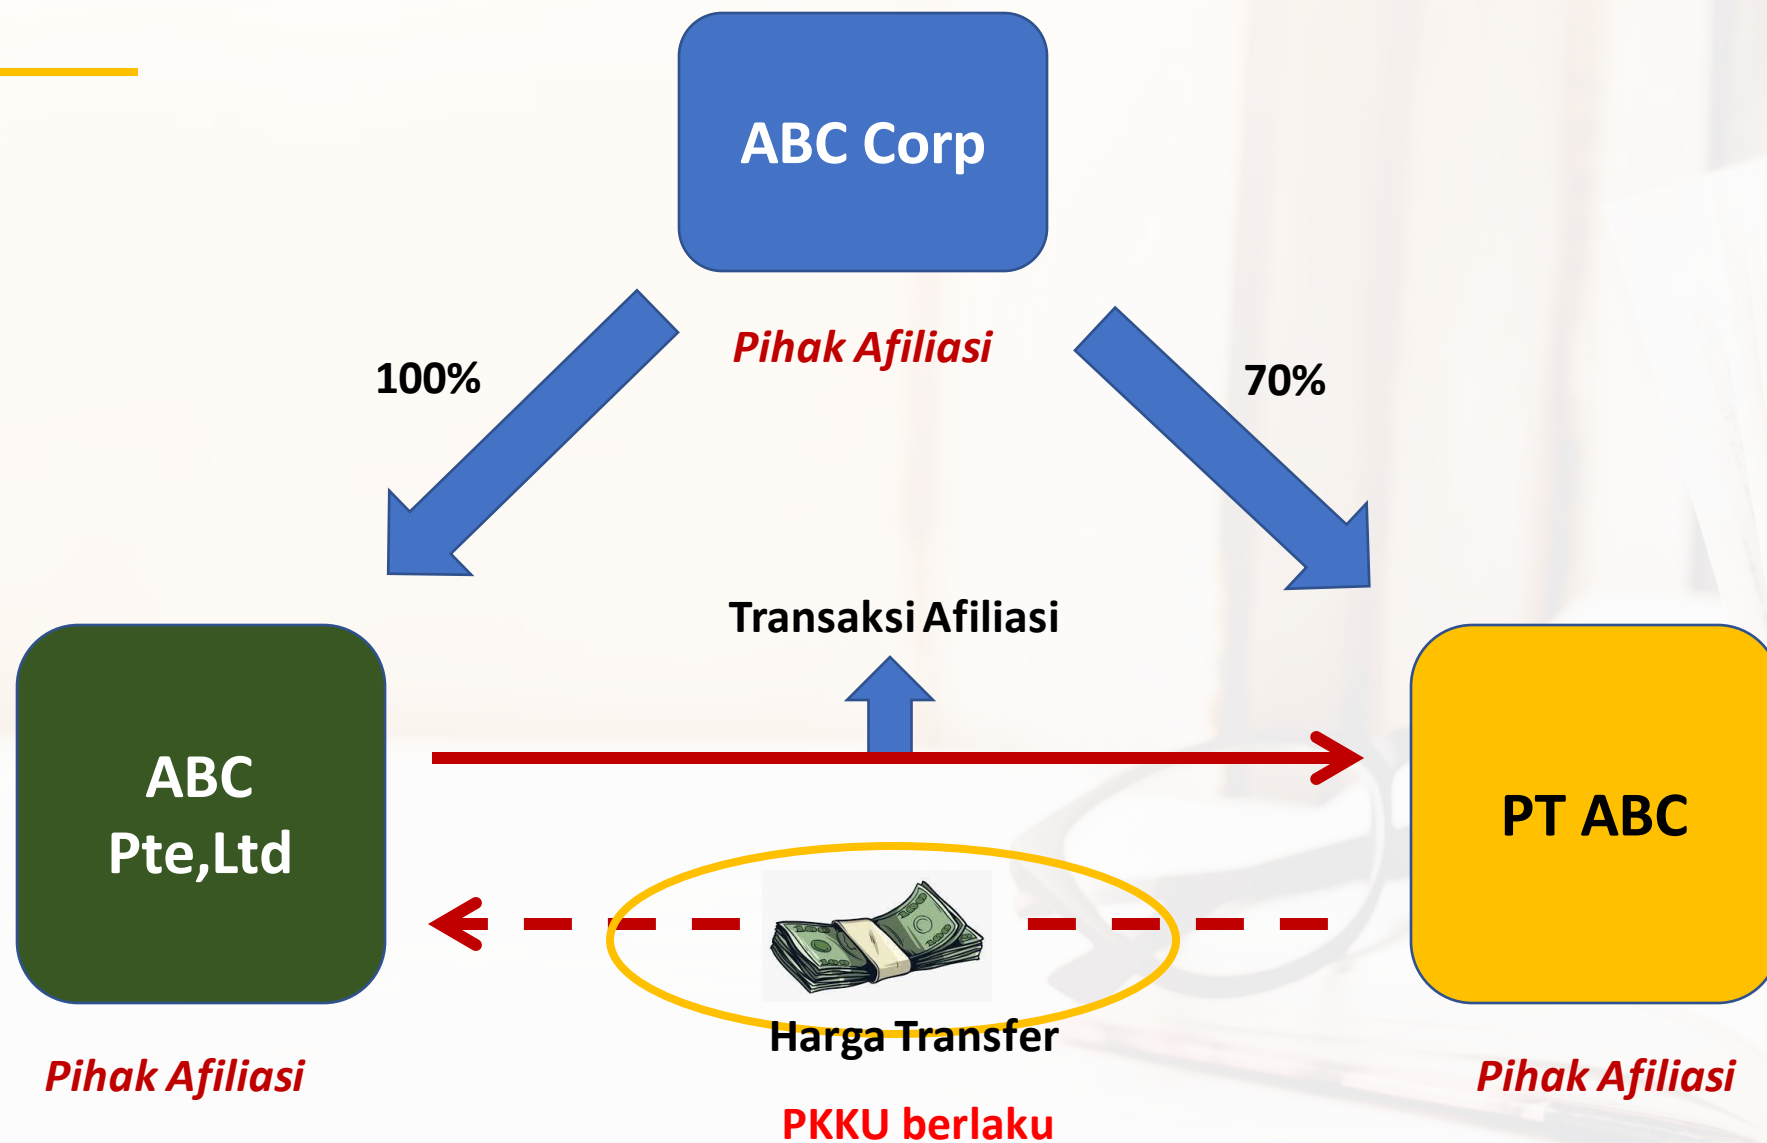 ABC Corp
Pihak Afiliasi
100%
70%
Transaksi Afiliasi
ABC
Pte,Ltd
PT ABC
Harga Transfer
Pihak Afiliasi
Pihak Afiliasi
PKKU berlaku